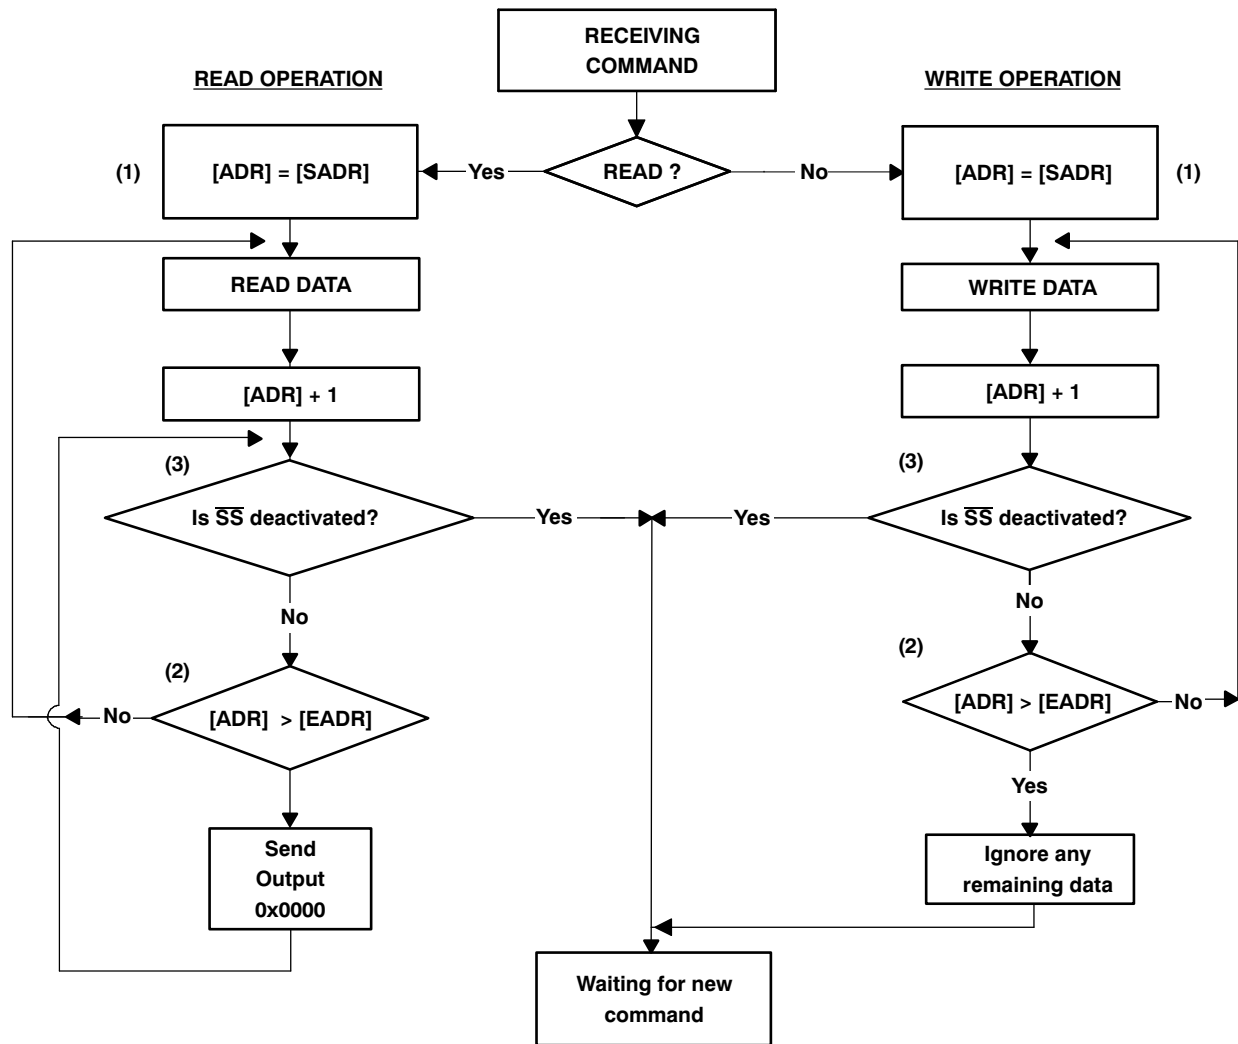 RECEIVING
COMMAND
READ OPERATION
WRITE OPERATION
(1)
[ADR] = [SADR]
Yes
READ ?
No
[ADR] = [SADR]
(1)
READ DATA
WRITE DATA
[ADR] + 1
[ADR] + 1
(3)
(3)
Is S̅S̅ deactivated?
Yes
Yes
Is S̅S̅ deactivated?
No
No
(2)
(2)
No
[ADR] > [EADR]
[ADR] > [EADR]
No
Yes
Send
Output
0x0000
Ignore any
remaining data
Waiting for new
command